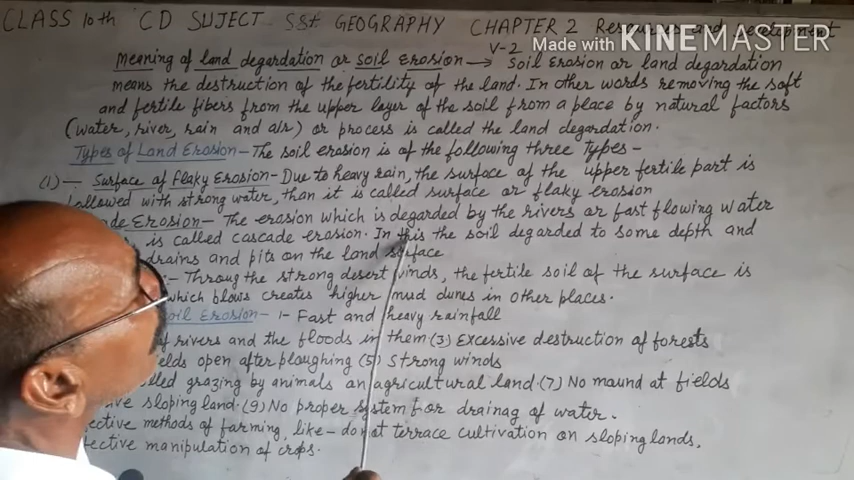 CLASS 10th CD SUJECT SSt GEOGRAPHY CHAPTER 2 Resources and development
V-2
Made with KINEMASTER
Meaning of land degardation or soil erosion → Soil Erosion or land degardation
means the destruction of the fertility of the land. In other words removing the soft
and fertile fibers from the upper layer of the soil from a place by natural factors
(water, river, rain and air) or process is called the land degardation.
Types of Land Erosion - The soil erosion is of the following three types -
(1) - Surface of flaky Erosion - Due to heavy rain, the surface of the upper fertile part is
followed with strong water, than it is called surface or flaky erosion
Erosion - The erosion which is degarded by the rivers or fast flowing water
is called cascade erosion. In this the soil degarded to some depth and
drains and pits on the land surface
:- Throug the strong desert winds, the fertile soil of the surface is
which blows creates higher mud dunes in other places.
soil Erosion - 1- Fast and heavy rainfall
of rivers and the floods in them (3) Excessive destruction of forests
open after ploughing (5) Strong winds
grazing by animals an agricultural land (7) No maund at fields
sloping land. (9) No proper system for drainag of water.
methods of farming, like - do not terrace cultivation on sloping lands,
manipulation of crops.